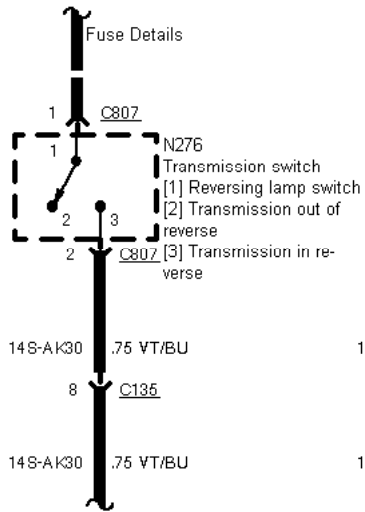 Fuse Details
1 C807
1
N276
Transmission switch
[1] Reversing lamp switch
[2] Transmission out of
reverse
[3] Transmission in re-
verse
2 3
2 C807
14S-AK30 .75 VT/BU 1
8 C135
14S-AK30 .75 VT/BU 1